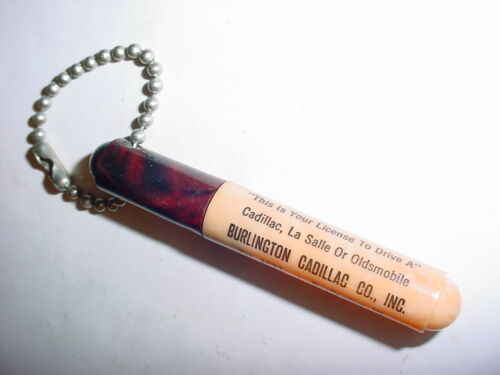 "This Is Your License To Drive A"
Cadillac, La Salle Or Oldsmobile
BURLINGTON CADILLAC CO., INC.